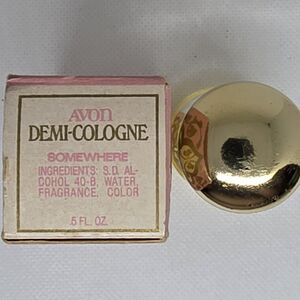 AVON
DEMI-COLOGNE
SOMEWHERE
INGREDIENTS: S.D. AL-
COHOL 40-B, WATER,
FRAGRANCE, COLOR
.5 FL. OZ.